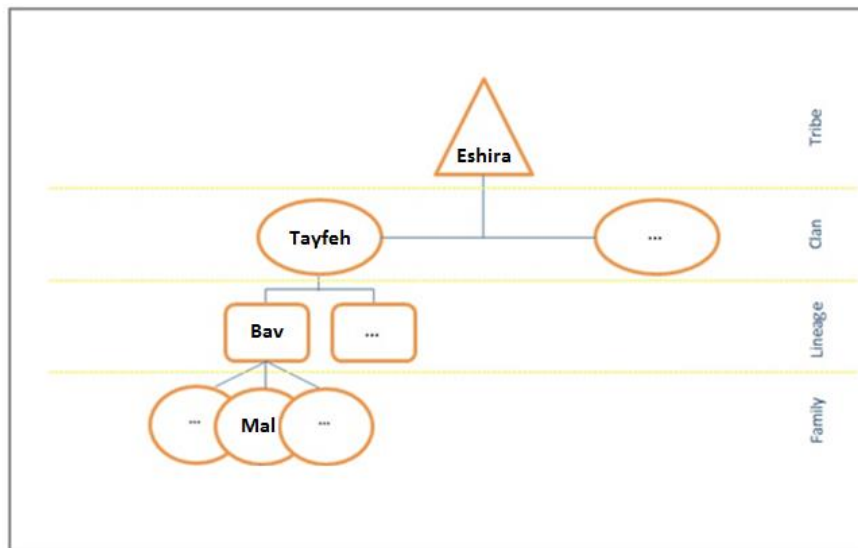 Eshira
Tribe
Tayfeh
...
Clan
Bav
...
Lineage
...
Mal
...
Family